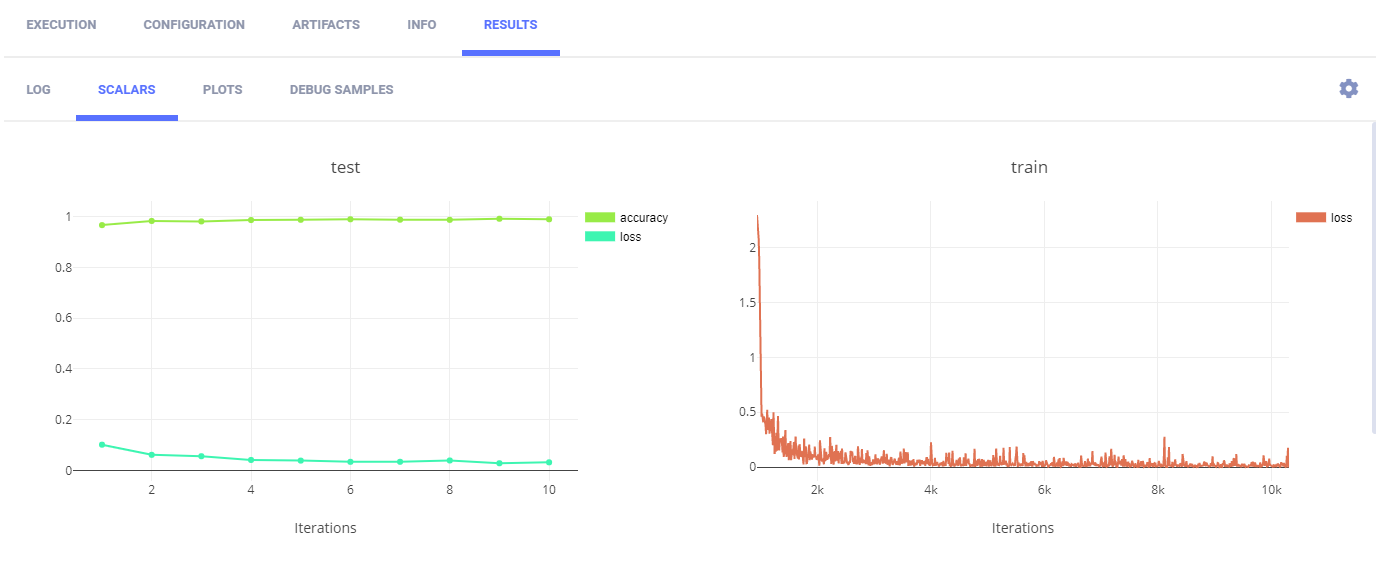 EXECUTION CONFIGURATION ARTIFACTS INFO RESULTS
LOG SCALARS PLOTS DEBUG SAMPLES
test
1
0.8
0.6
0.4
0.2
0
2 4 6 8 10
Iterations
accuracy
loss
train
2
1.5
1
0.5
0
2k 4k 6k 8k 10k
Iterations
loss